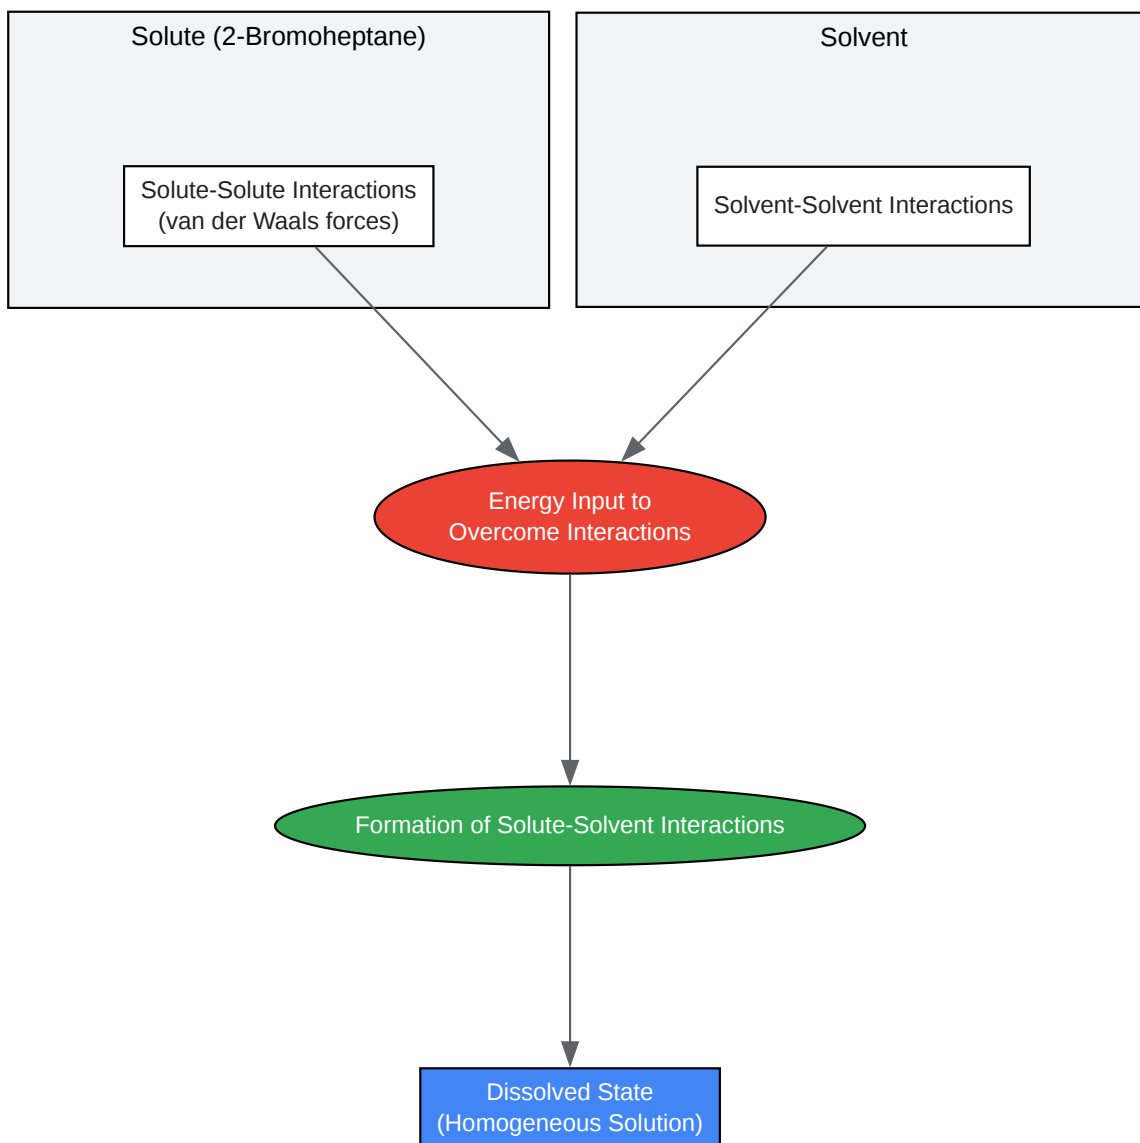 Solute (2-Bromoheptane)
Solvent
Solute-Solute Interactions
(van der Waals forces)
Solvent-Solvent Interactions
Energy Input to
Overcome Interactions
Formation of Solute-Solvent Interactions
Dissolved State
(Homogeneous Solution)